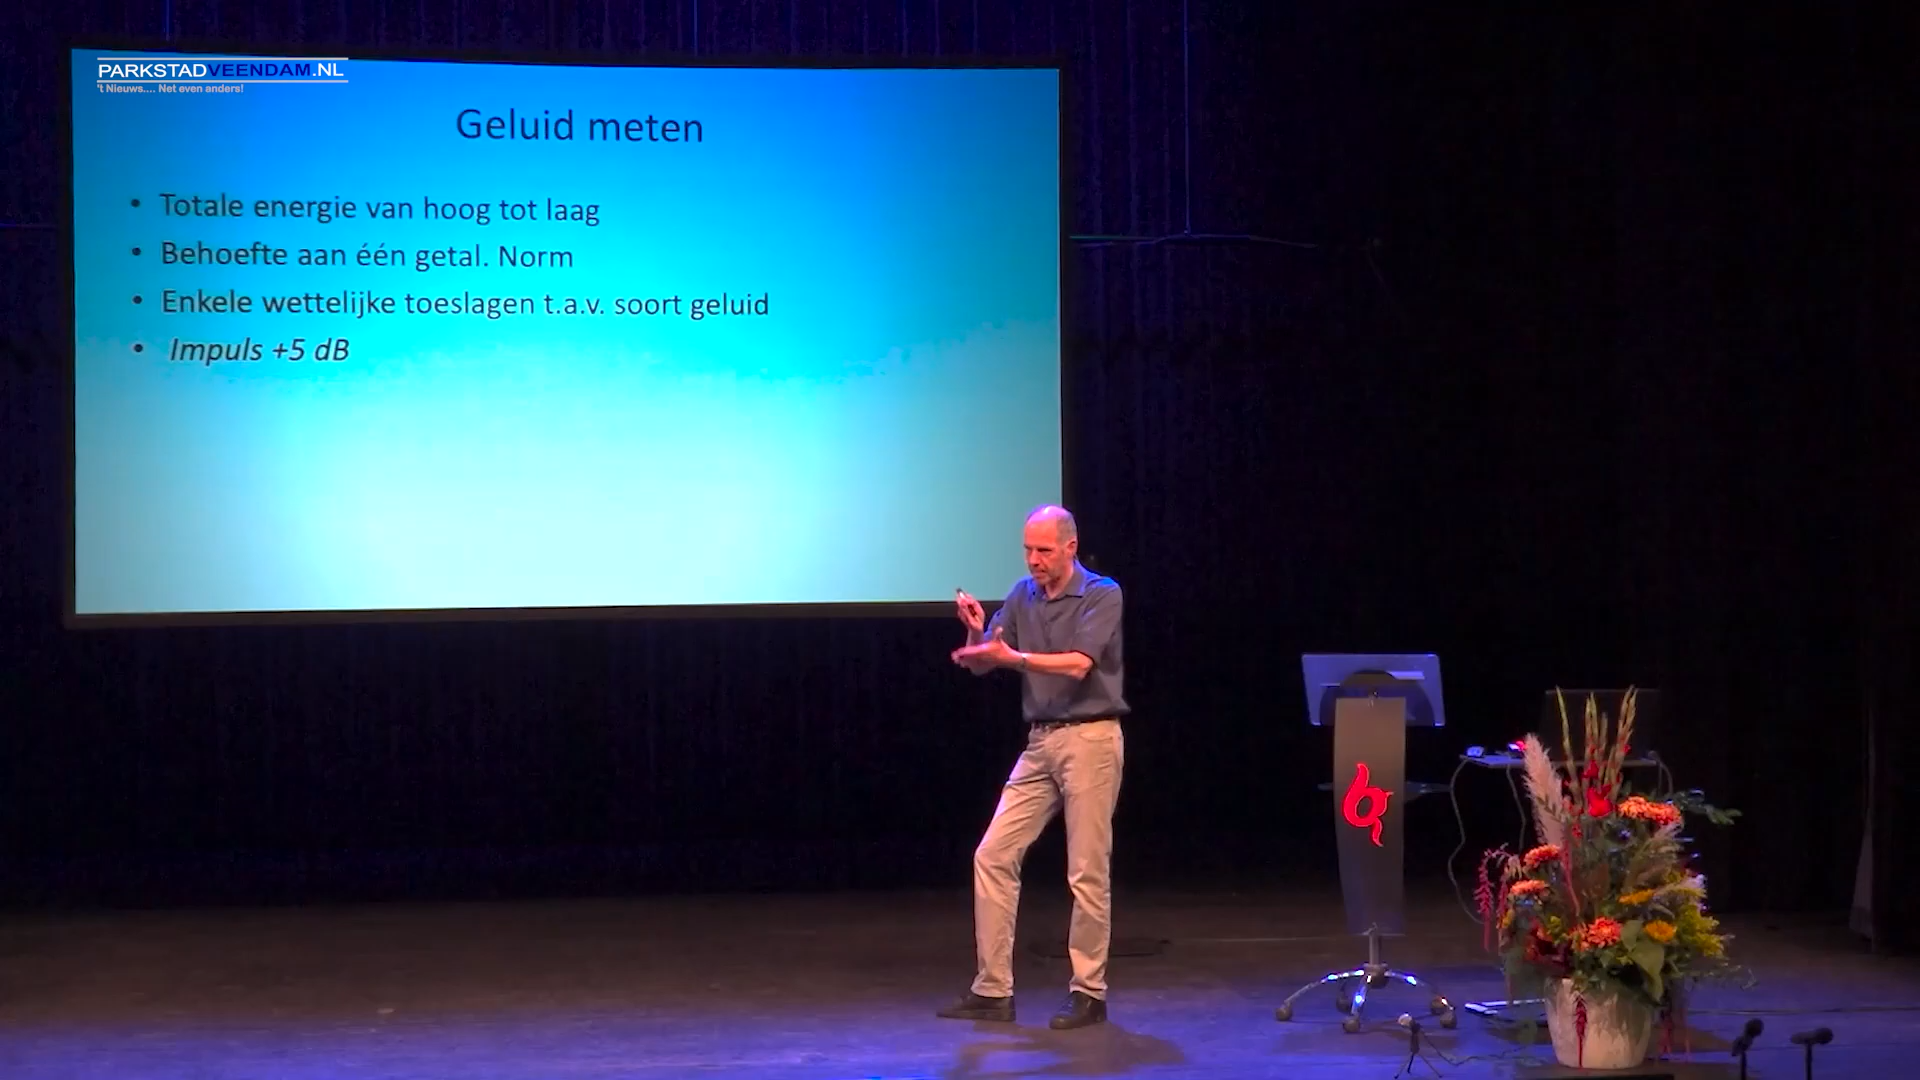 PARKSTADVEENDAM.NL
't Nieuws.... Net even anders!
Geluid meten
• Totale energie van hoog tot laag
• Behoefte aan één getal. Norm
• Enkele wettelijke toeslagen t.a.v. soort geluid
• Impuls +5 dB